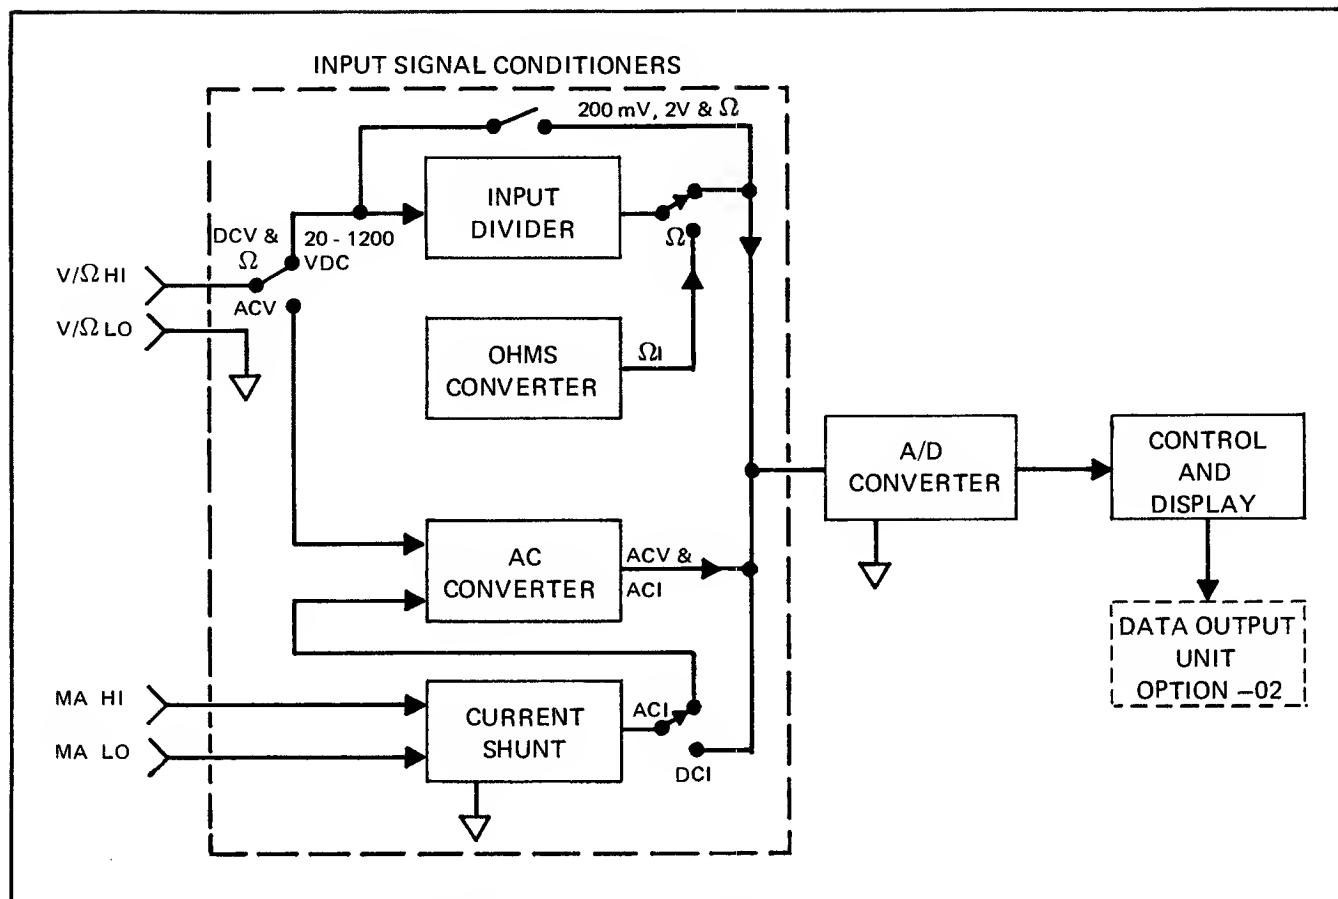 INPUT SIGNAL CONDITIONERS
200 mV, 2V & Ω
INPUT
DIVIDER
DCV &
Ω
20 - 1200
VDC
Ω
V/Ω HI
ACV
V/Ω LO
OHMS
CONVERTER
ΩI
A/D
CONVERTER
CONTROL
AND
DISPLAY
AC
CONVERTER
ACV &
ACI
DATA OUTPUT
UNIT
OPTION –02
MA HI
MA LO
CURRENT
SHUNT
ACI
DCI